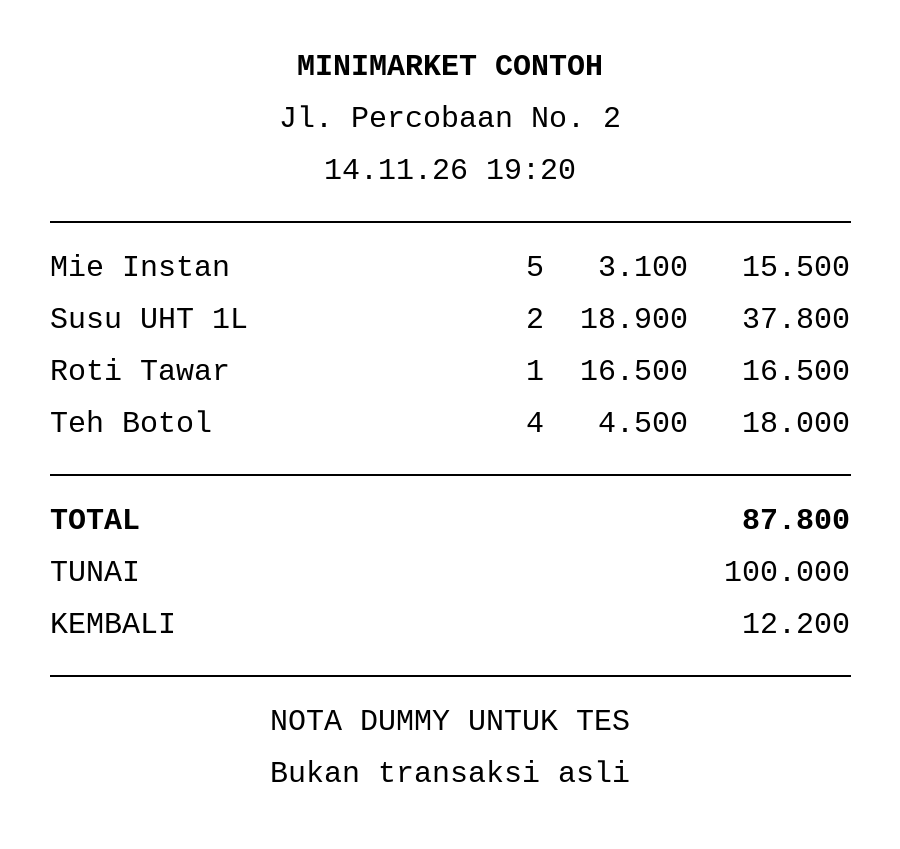 MINIMARKET CONTOH
Jl. Percobaan No. 2
14.11.26 19:20
Mie Instan 5 3.100 15.500
Susu UHT 1L 2 18.900 37.800
Roti Tawar 1 16.500 16.500
Teh Botol 4 4.500 18.000
TOTAL 87.800
TUNAI 100.000
KEMBALI 12.200
NOTA DUMMY UNTUK TES
Bukan transaksi asli